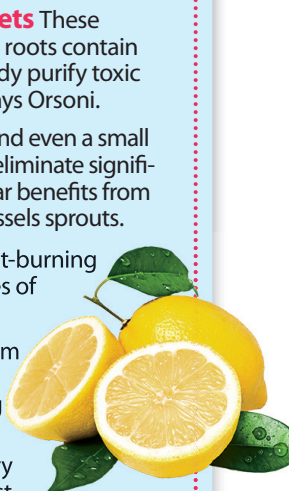 ets These
roots contain
dy purify toxic
ys Orsoni.
nd even a small
eliminate signifi-
ar benefits from
ssels sprouts.
t-burning
es of
m
ry